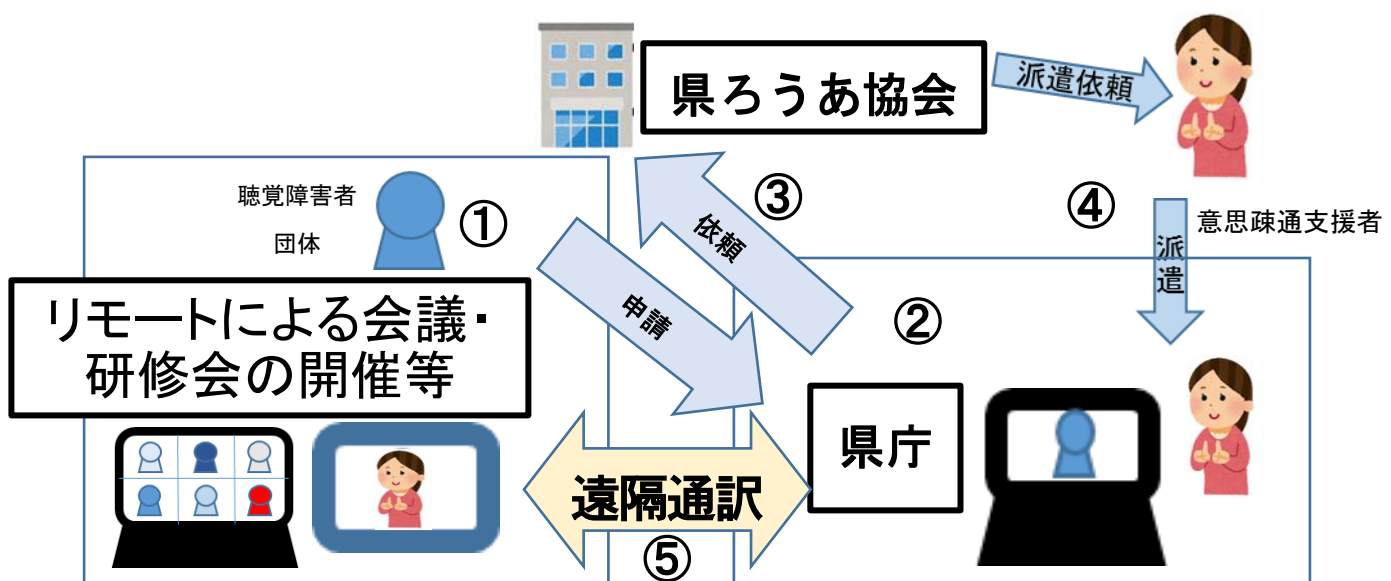 県ろうあ協会
派遣依頼
聴覚障害者
団体
①
③
依頼
④
派遣
意思疎通支援者
申請
②
リモートによる会議・
研修会の開催等
県庁
遠隔通訳
⑤